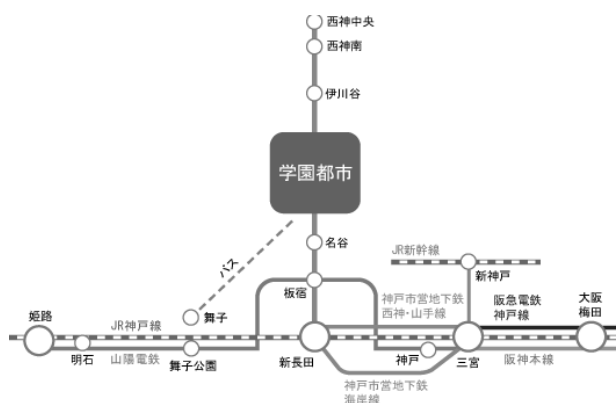 西神中央
西神南
伊川谷
学園都市
名谷
バス
JR新幹線
新神戸
板宿
舞子
神戸市営地下鉄
西神・山手線
阪急電鉄
神戸線
大阪
梅田
姫路
JR神戸線
明石
山陽電鉄
舞子公園
新長田
神戸
三宮
阪神本線
神戸市営地下鉄
海岸線